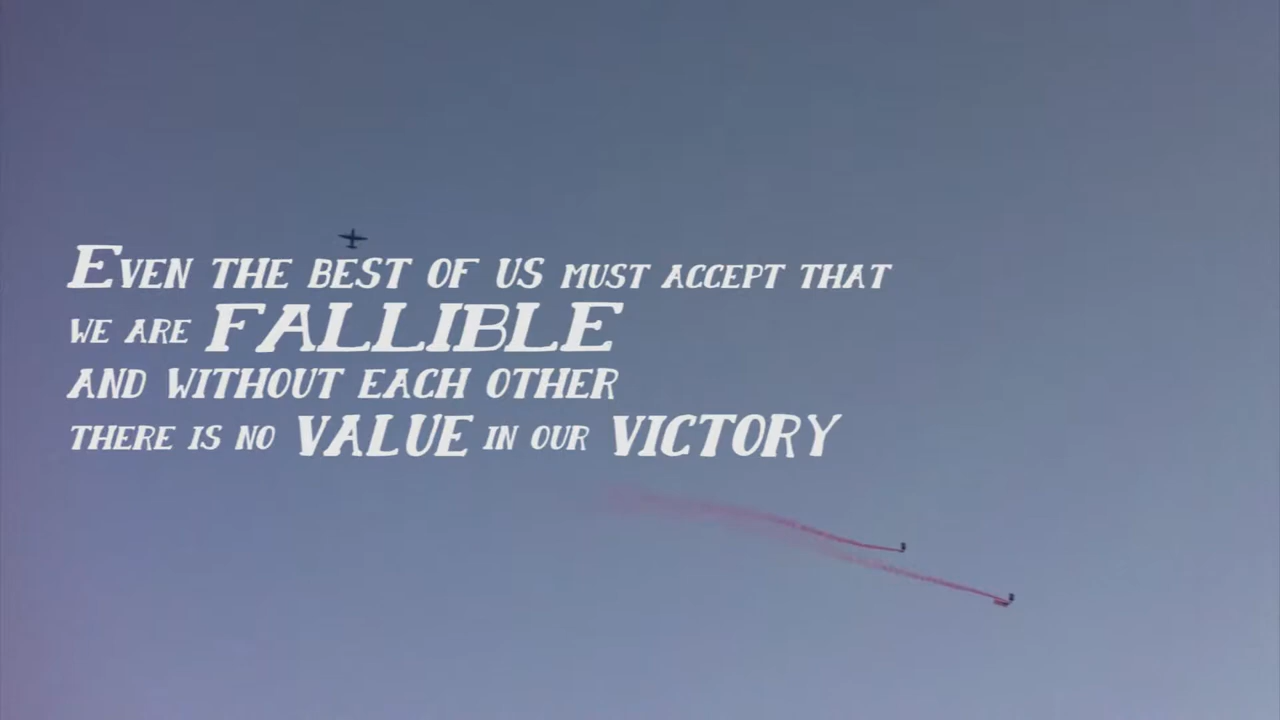 Even the best of us must accept that
we are FALLIBLE
and without each other
there is no VALUE in our VICTORY